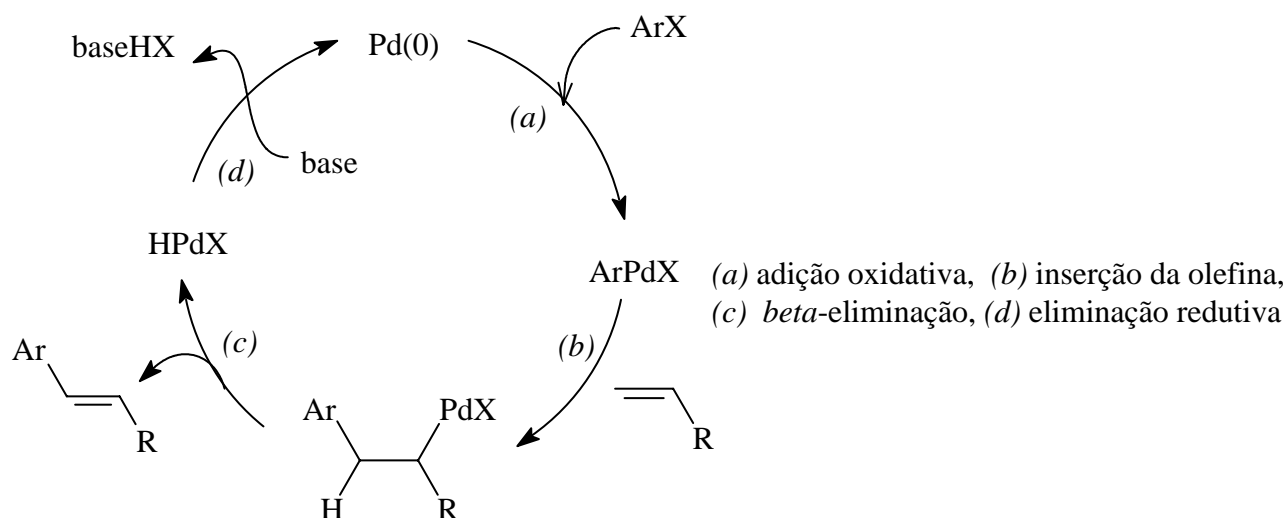 baseHX
Pd(0)
ArX
(a)
(d)
base
HPdX
ArPdX
(a) adição oxidativa, (b) inserção da olefina,
(c) beta-eliminação, (d) eliminação redutiva
Ar
(c)
(b)
R
Ar
PdX
R
H
R